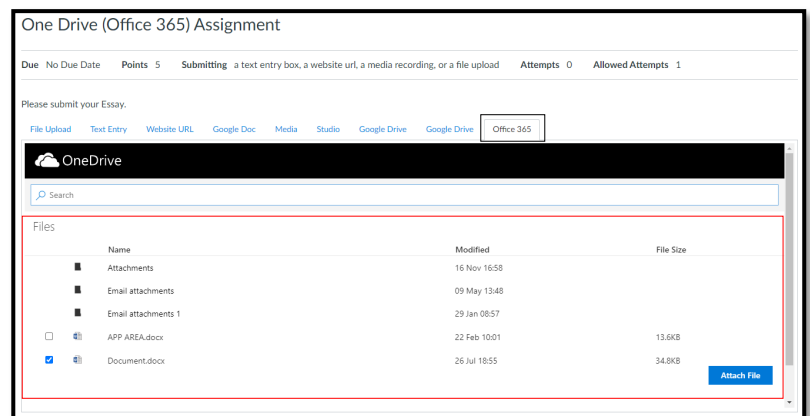 One Drive (Office 365) Assignment
Due No Due Date Points 5 Submitting a text entry box, a website url, a media recording, or a file upload Attempts 0 Allowed Attempts 1
Please submit your Essay.
File Upload Text Entry Website URL Google Doc Media Studio Google Drive Google Drive Office 365
OneDrive
Search
Files
Name Modified File Size
Attachments 16 Nov 16:58
Email attachments 09 May 13:48
Email attachments 1 29 Jan 08:57
APP AREA.docx 22 Feb 10:01 13.6KB
Document.docx 26 Jul 18:55 34.8KB
Attach File